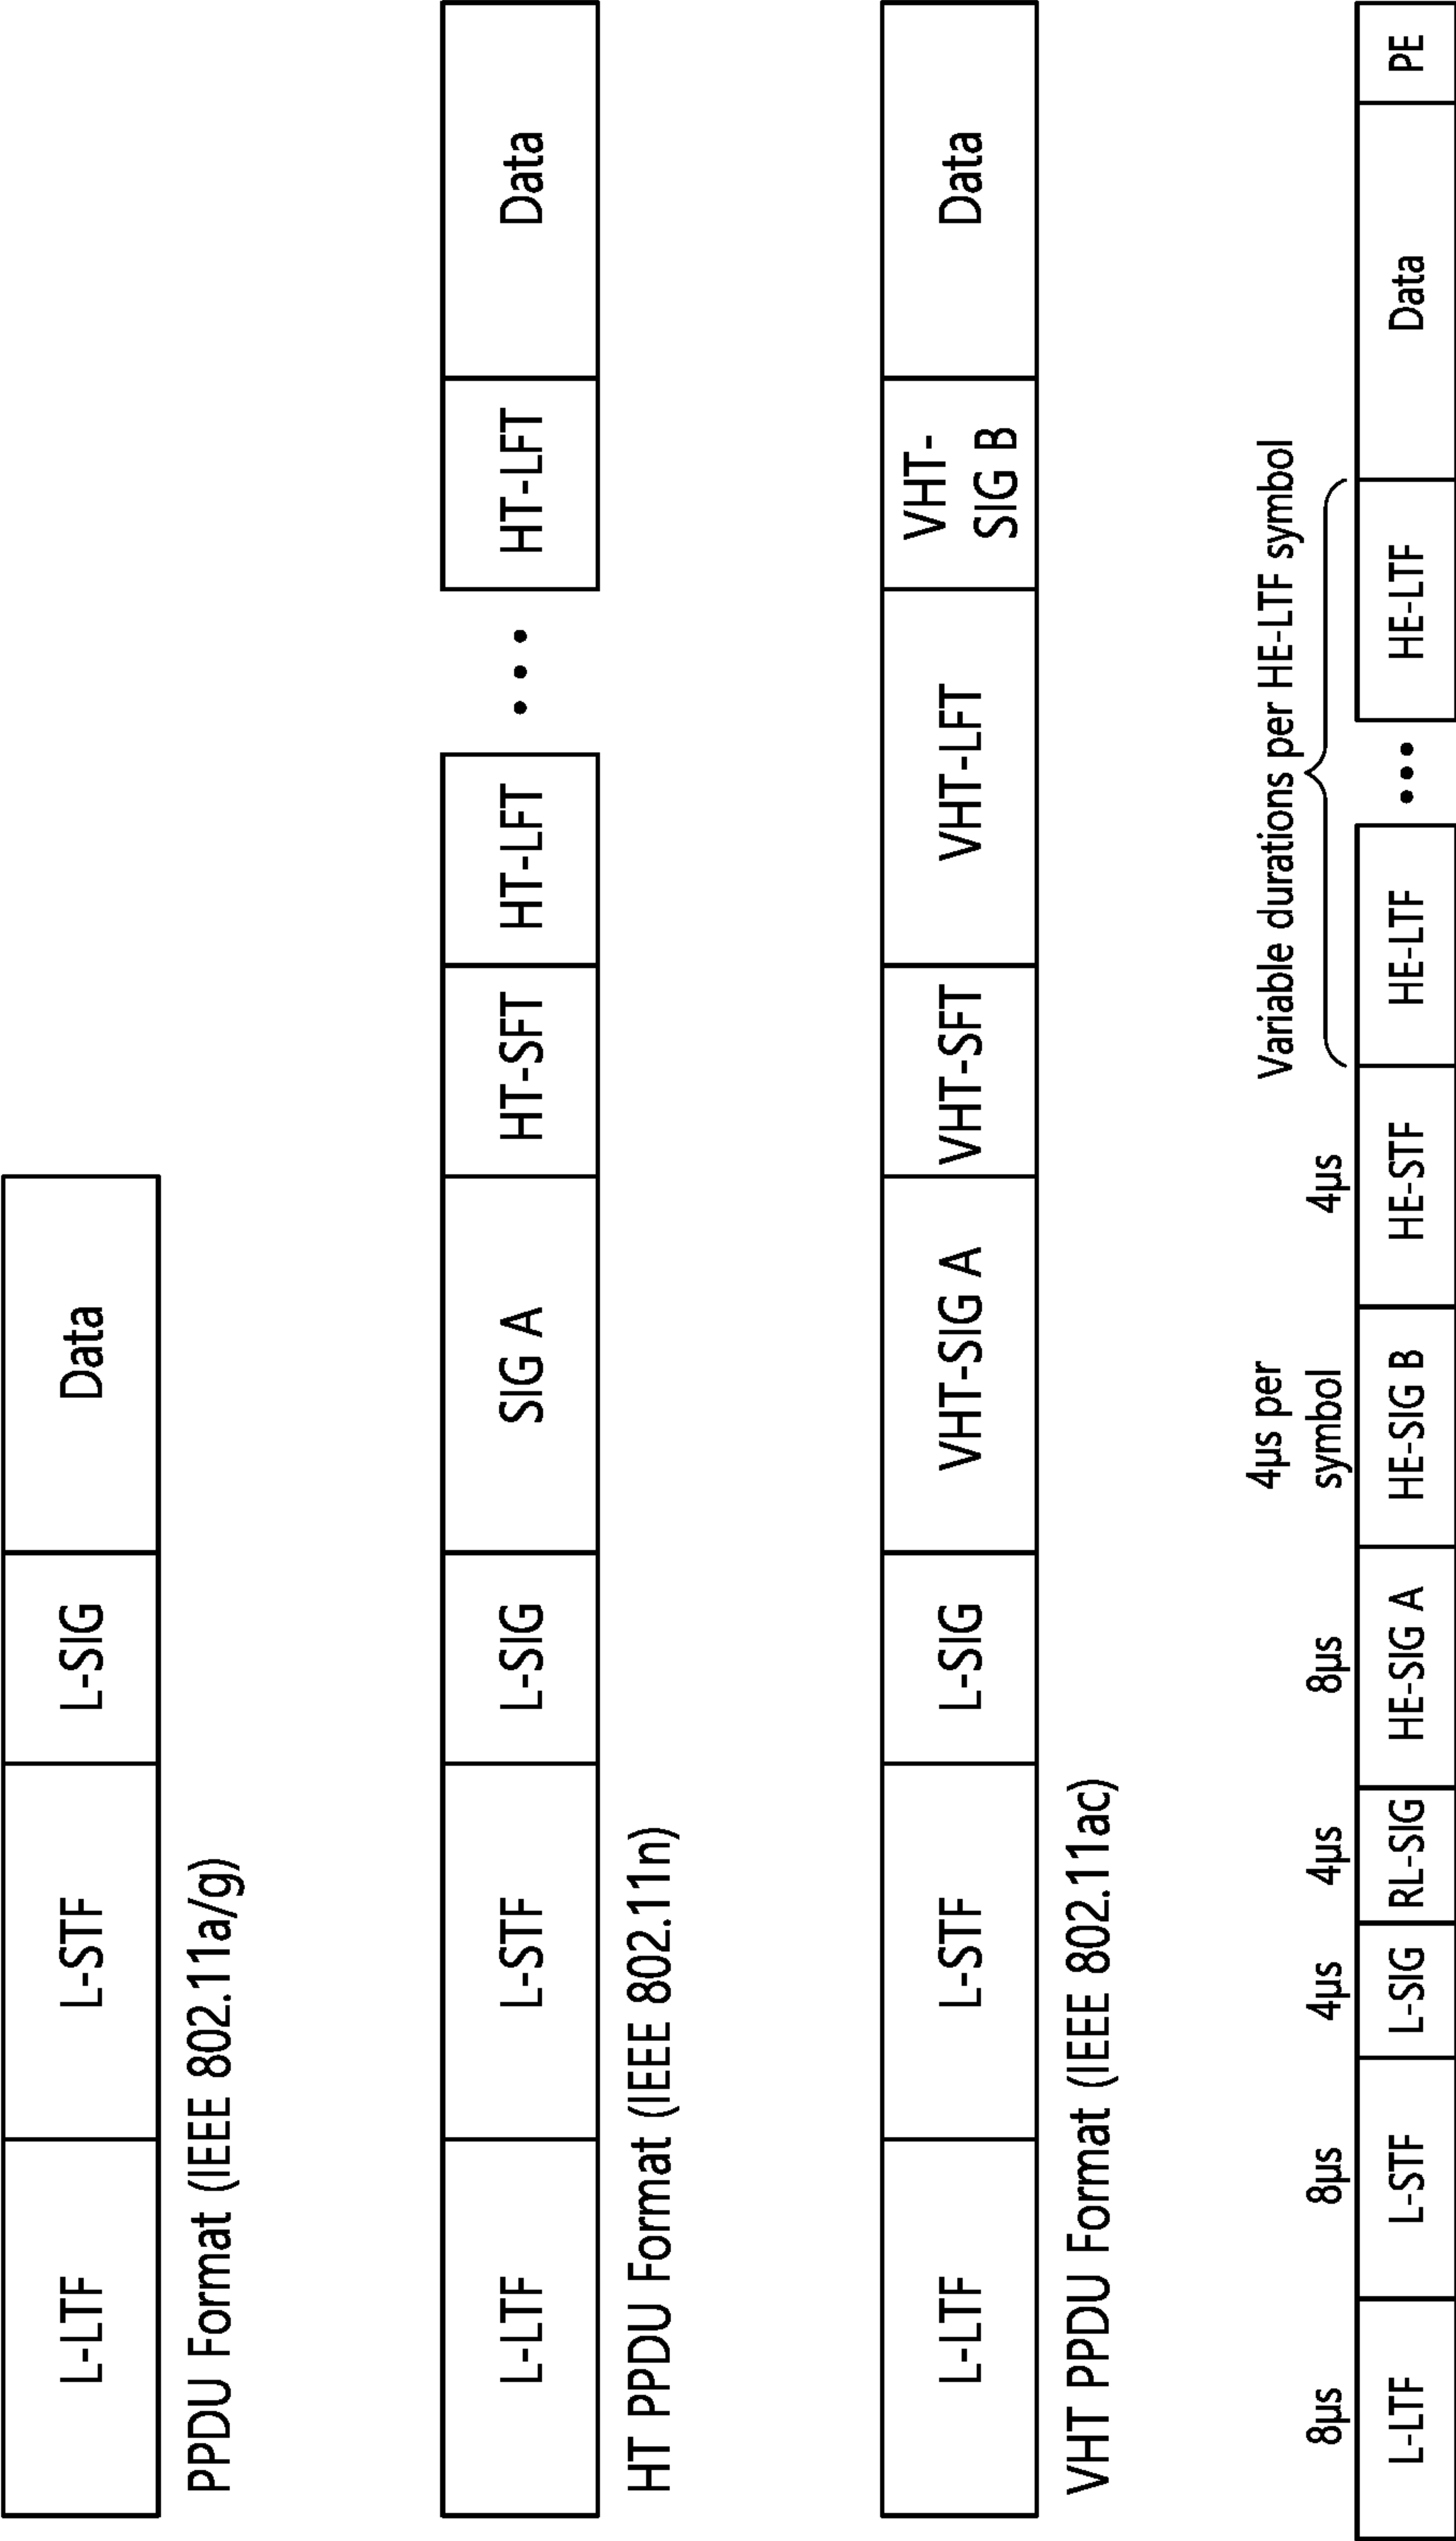 L-LTF L-STF L-SIG Data
PPDU Format (IEEE 802.11a/g)
L-LTF L-STF L-SIG SIG A HT-SFT HT-LFT ••• HT-LFT Data
HT PPDU Format (IEEE 802.11n)
L-LTF L-STF L-SIG VHT-SIG A VHT-SFT VHT-LFT VHT-
SIG B Data
VHT PPDU Format (IEEE 802.11ac)
8μs 8μs 4μs 4μs 8μs 4μs per
symbol 4μs Variable durations per HE-LTF symbol
L-LTF L-STF L-SIG RL-SIG HE-SIG A HE-SIG B HE-STF HE-LTF ••• HE-LTF Data PE